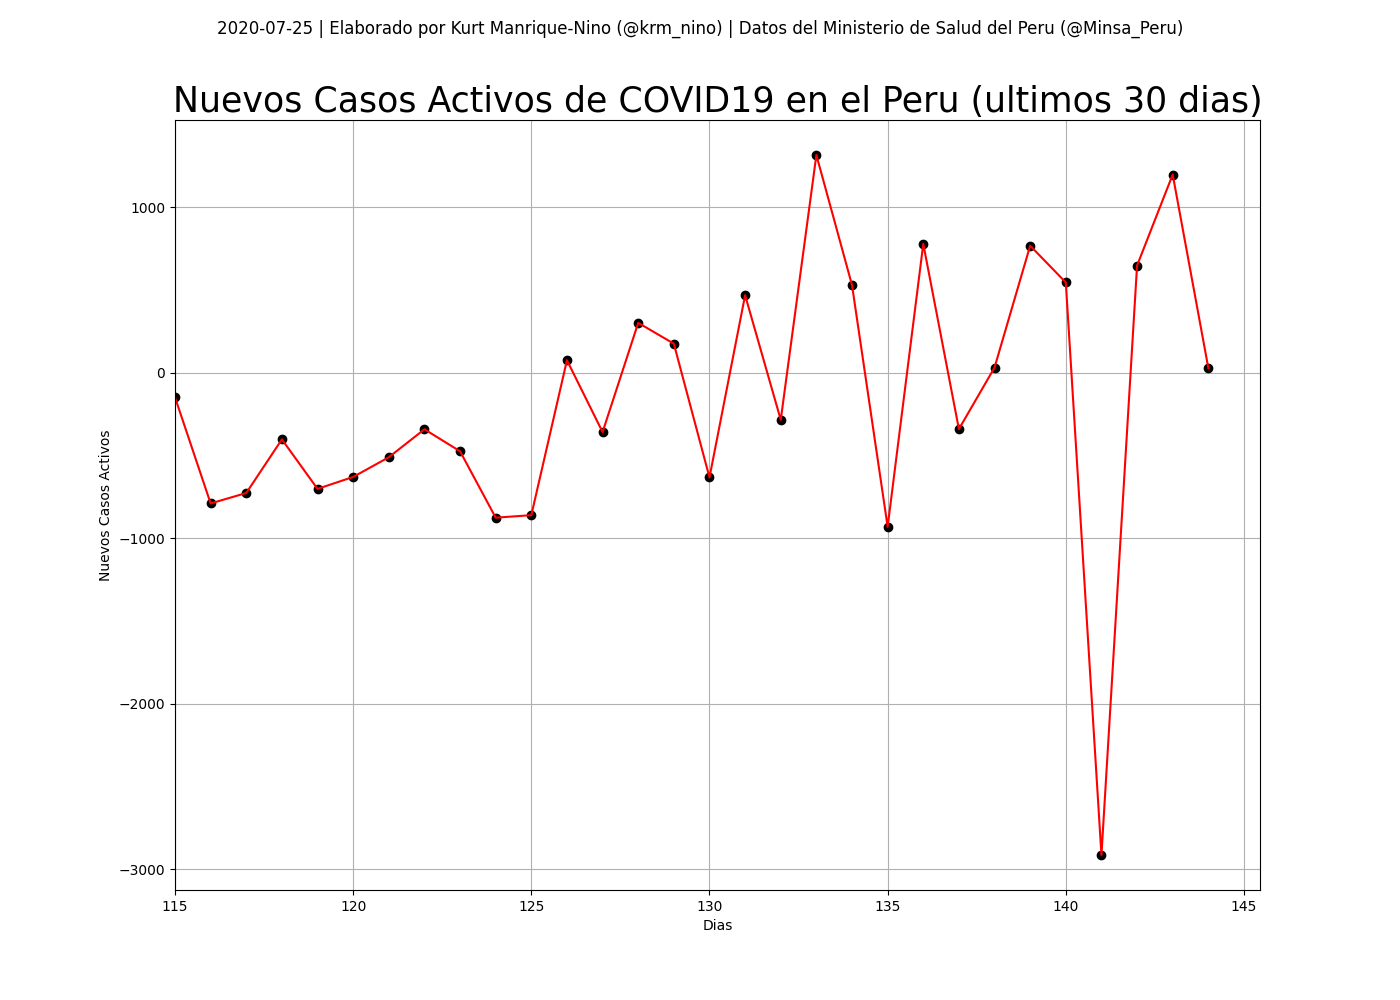 2020-07-25 | Elaborado por Kurt Manrique-Nino (@krm_nino) | Datos del Ministerio de Salud del Peru (@Minsa_Peru)
Nuevos Casos Activos de COVID19 en el Peru (ultimos 30 dias)
1000
0
−1000
−2000
−3000
Nuevos Casos Activos
115 120 125 130 135 140 145
Dias